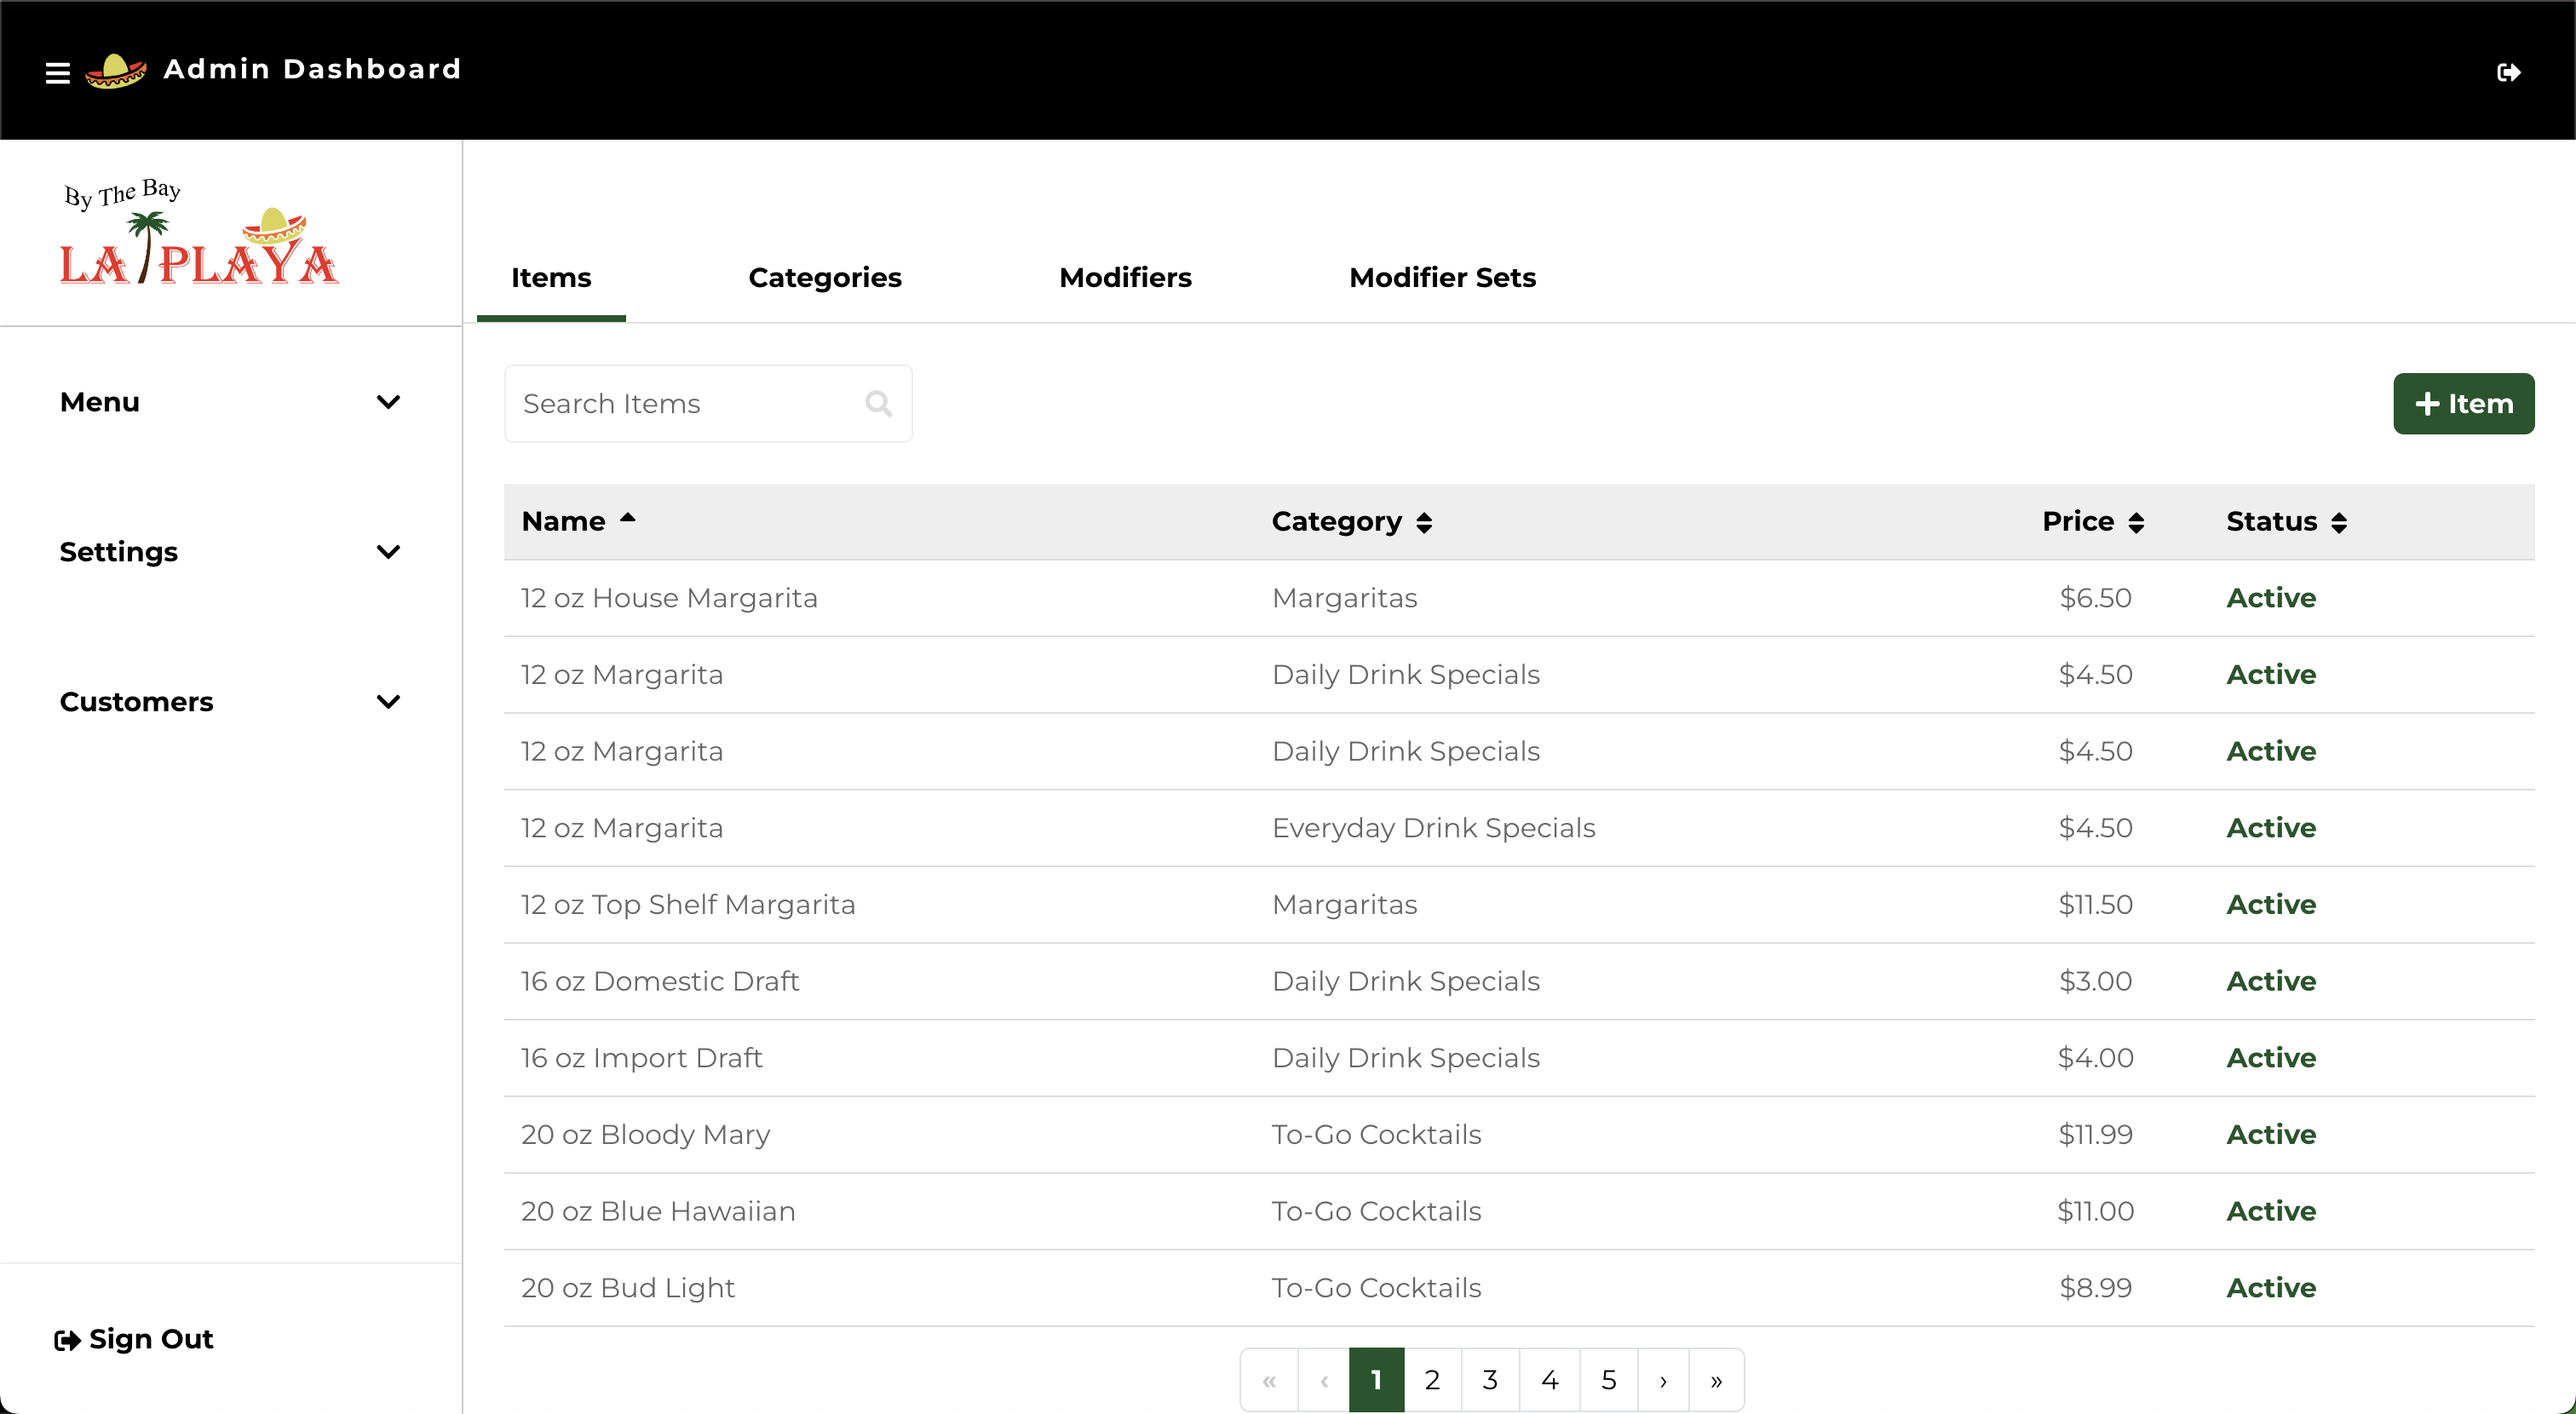 Admin Dashboard
By The Bay
LA PLAYA
Items Categories Modifiers Modifier Sets
Menu
Settings
Customers
Sign Out
Search Items
+ Item
Name Category Price Status
12 oz House Margarita Margaritas $6.50 Active
12 oz Margarita Daily Drink Specials $4.50 Active
12 oz Margarita Daily Drink Specials $4.50 Active
12 oz Margarita Everyday Drink Specials $4.50 Active
12 oz Top Shelf Margarita Margaritas $11.50 Active
16 oz Domestic Draft Daily Drink Specials $3.00 Active
16 oz Import Draft Daily Drink Specials $4.00 Active
20 oz Bloody Mary To-Go Cocktails $11.99 Active
20 oz Blue Hawaiian To-Go Cocktails $11.00 Active
20 oz Bud Light To-Go Cocktails $8.99 Active
« ‹ 1 2 3 4 5 › »